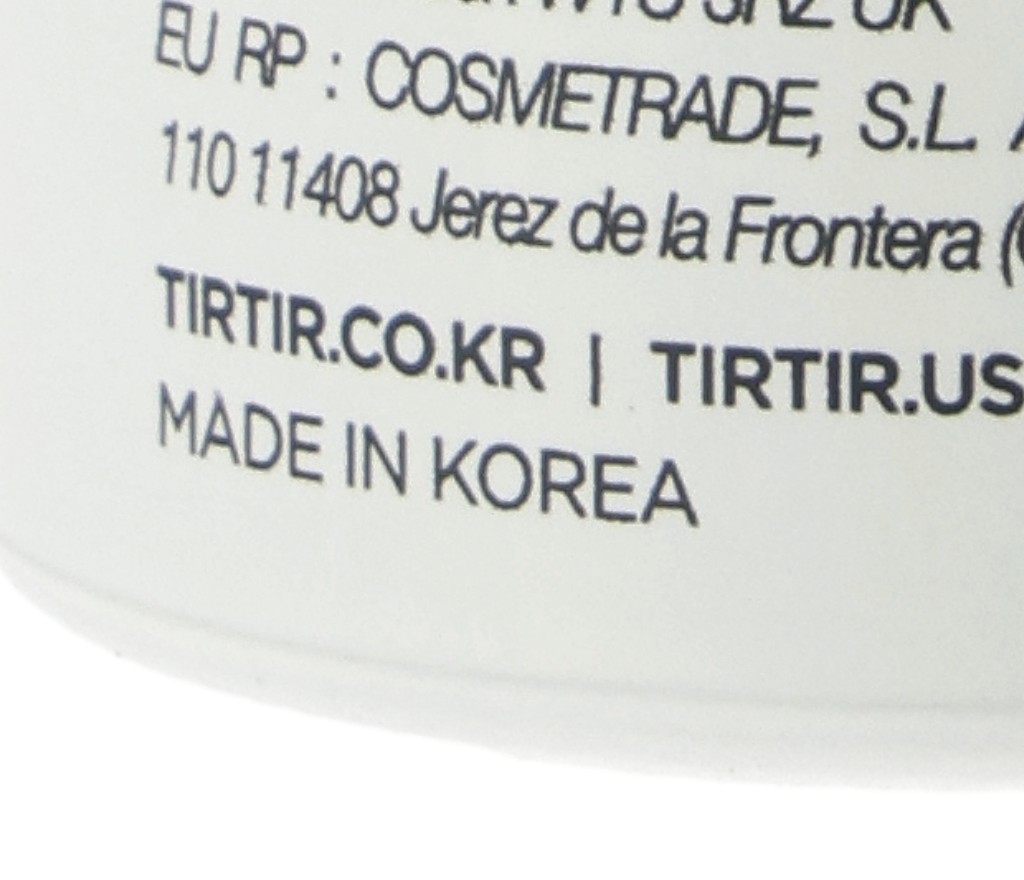 EU RP : COSMETRADE, S.L.
110 11408 Jerez de la Frontera (
TIRTIR.CO.KR | TIRTIR.US
MADE IN KOREA